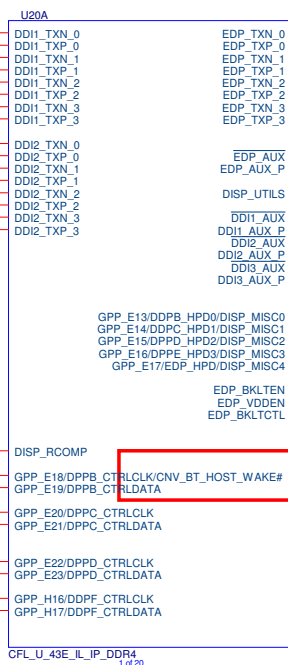 U20A
DDI1_TXN_0
DDI1_TXP_0
DDI1_TXN_1
DDI1_TXP_1
DDI1_TXN_2
DDI1_TXP_2
DDI1_TXN_3
DDI1_TXP_3
DDI2_TXN_0
DDI2_TXP_0
DDI2_TXN_1
DDI2_TXP_1
DDI2_TXN_2
DDI2_TXP_2
DDI2_TXN_3
DDI2_TXP_3
DISP_RCOMP
GPP_E18/DPPB_CTRLCLK/CNV_BT_HOST_WAKE#
GPP_E19/DPPB_CTRLDATA
GPP_E20/DPPC_CTRLCLK
GPP_E21/DPPC_CTRLDATA
GPP_E22/DPPD_CTRLCLK
GPP_E23/DPPD_CTRLDATA
GPP_H16/DDPF_CTRLCLK
GPP_H17/DDPF_CTRLDATA
EDP_TXN_0
EDP_TXP_0
EDP_TXN_1
EDP_TXP_1
EDP_TXN_2
EDP_TXP_2
EDP_TXN_3
EDP_TXP_3
EDP_AUX
EDP_AUX_P
DISP_UTILS
DDI1_AUX
DDI1_AUX_P
DDI2_AUX
DDI2_AUX_P
DDI3_AUX
DDI3_AUX_P
GPP_E13/DDPB_HPD0/DISP_MISC0
GPP_E14/DDPC_HPD1/DISP_MISC1
GPP_E15/DPPD_HPD2/DISP_MISC2
GPP_E16/DPPE_HPD3/DISP_MISC3
GPP_E17/EDP_HPD/DISP_MISC4
EDP_BKLTEN
EDP_VDDEN
EDP_BKLTCTL
CFL_U_43E_IL_IP_DDR4
1 of 20